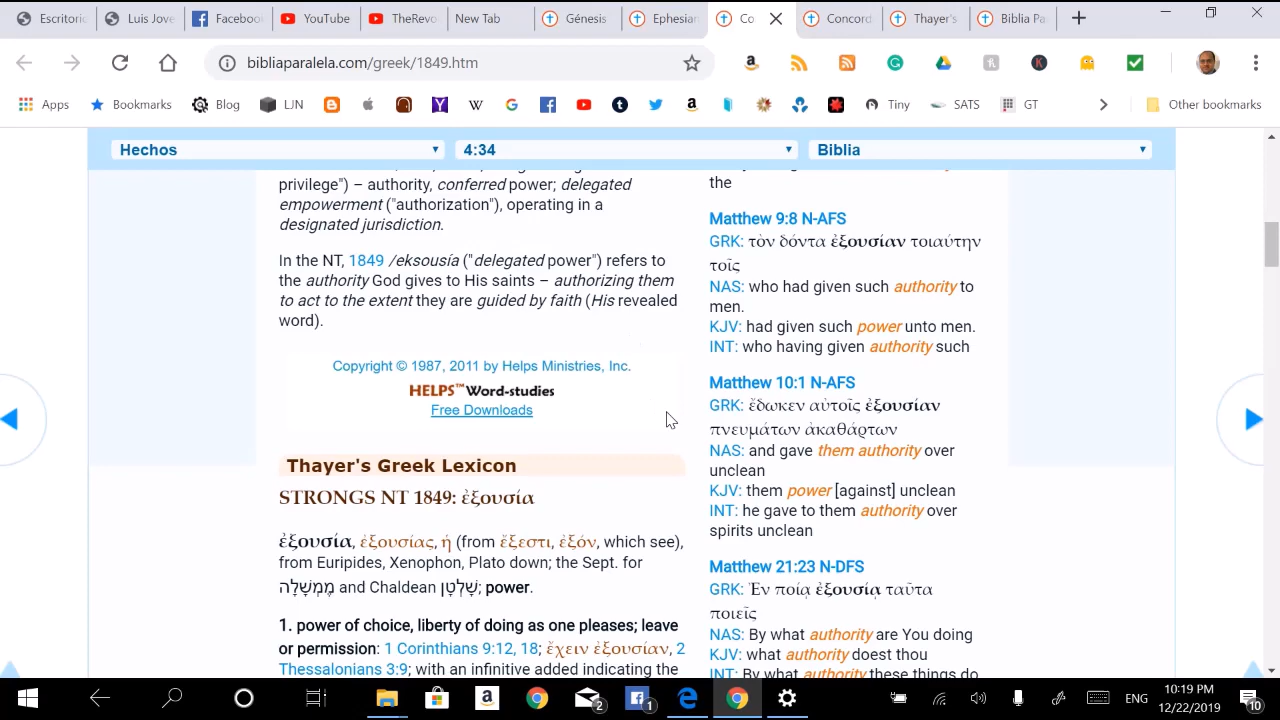 Escritoric
Luis Jove
Faceboo
YouTube
TheRevo
New Tab
Génesis
Ephesian
Co
Concord
Thayer's
Biblia Pa
bibliaparalela.com/greek/1849.htm
Apps
Bookmarks
Blog
LJN
Tiny
SATS
GT
Other bookmarks
Hechos
4:34
Biblia
privilege") – authority, conferred power; delegated
empowerment ("authorization"), operating in a
designated jurisdiction.
In the NT, 1849 /eksousía ("delegated power") refers to
the authority God gives to His saints – authorizing them
to act to the extent they are guided by faith (His revealed
word).
Copyright © 1987, 2011 by Helps Ministries, Inc.
HELPS™ Word-studies
Free Downloads
Thayer's Greek Lexicon
STRONGS NT 1849: ἐξουσία
ἐξουσία, ἐξουσίας, ἡ (from ἔξεστι, ἐξόν, which see),
from Euripides, Xenophon, Plato down; the Sept. for
מֶמְשָׁלָה and Chaldean שָׁלְטָן; power.
1. power of choice, liberty of doing as one pleases; leave
or permission: 1 Corinthians 9:12, 18; ἔχειν ἐξουσίαν, 2
Thessalonians 3:9; with an infinitive added indicating the
the
Matthew 9:8 N-AFS
GRK: τὸν δόντα ἐξουσίαν τοιαύτην
τοῖς
NAS: who had given such authority to
men.
KJV: had given such power unto men.
INT: who having given authority such
Matthew 10:1 N-AFS
GRK: ἔδωκεν αὐτοῖς ἐξουσίαν
πνευμάτων ἀκαθάρτων
NAS: and gave them authority over
unclean
KJV: them power [against] unclean
INT: he gave to them authority over
spirits unclean
Matthew 21:23 N-DFS
GRK: Ἐν ποίᾳ ἐξουσίᾳ ταῦτα
ποιεῖς
NAS: By what authority are You doing
KJV: what authority doest thou
INT: By what authority these things do
ENG
10:19 PM
12/22/2019
2
1
10